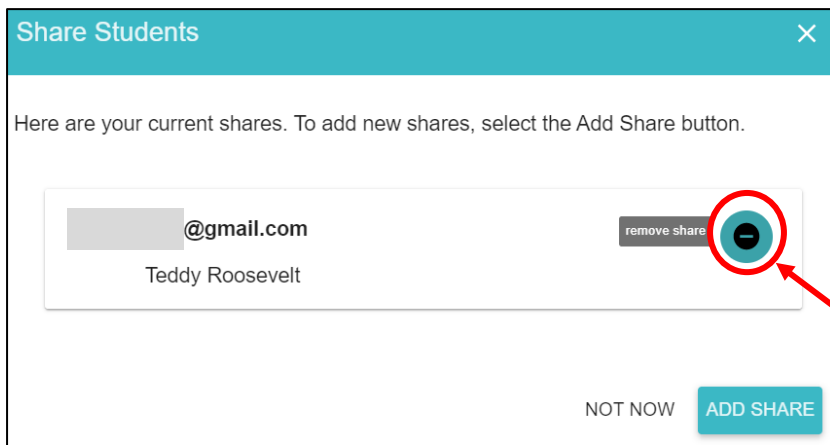 Share Students
Here are your current shares. To add new shares, select the Add Share button.
@gmail.com
remove share
Teddy Roosevelt
NOT NOW
ADD SHARE